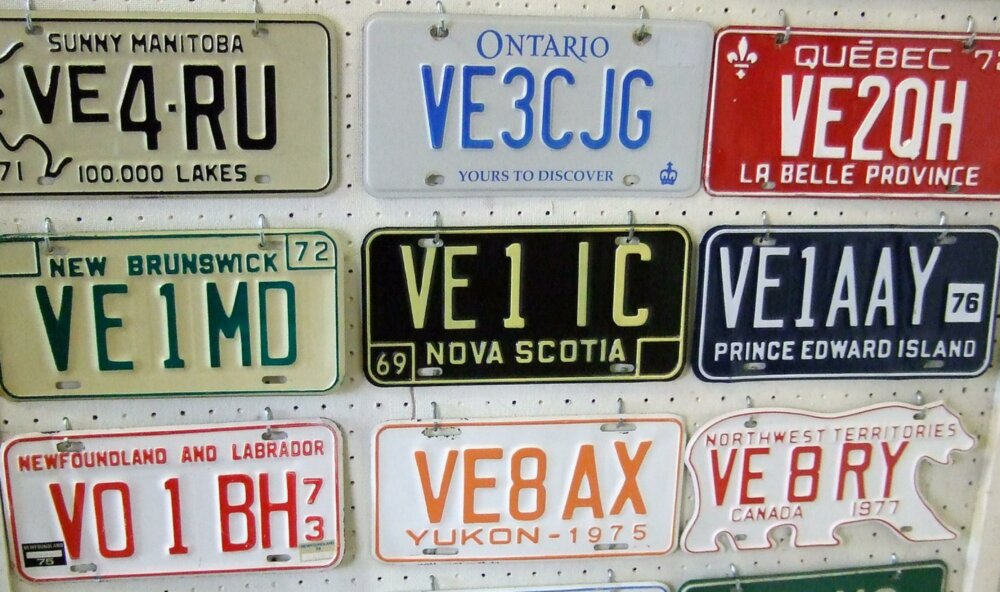 SUNNY MANITOBA
VE4·RU
71 100.000 LAKES
ONTARIO
VE3CJG
YOURS TO DISCOVER
QUÉBEC
VE2QH
LA BELLE PROVINCE
NEW BRUNSWICK 72
VE1MD
VE1 IC
69 NOVA SCOTIA
VE1AAY 76
PRINCE EDWARD ISLAND
NEWFOUNDLAND AND LABRADOR
VO 1 BH 73
NEWFOUNDLAND
75
VE8AX
YUKON-1975
NORTHWEST TERRITORIES
VE 8 RY
CANADA 1977